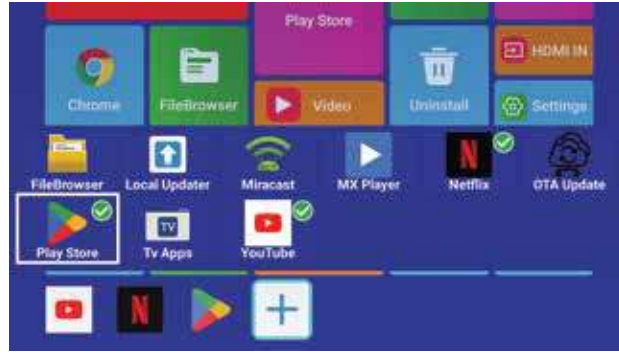 Play Store
HDMI IN
Chrome
FileBrowser
Video
Uninstall
Settings
FileBrowser
Local Updater
Miracast
MX Player
Netflix
OTA Update
TV
Play Store
Tv Apps
YouTube